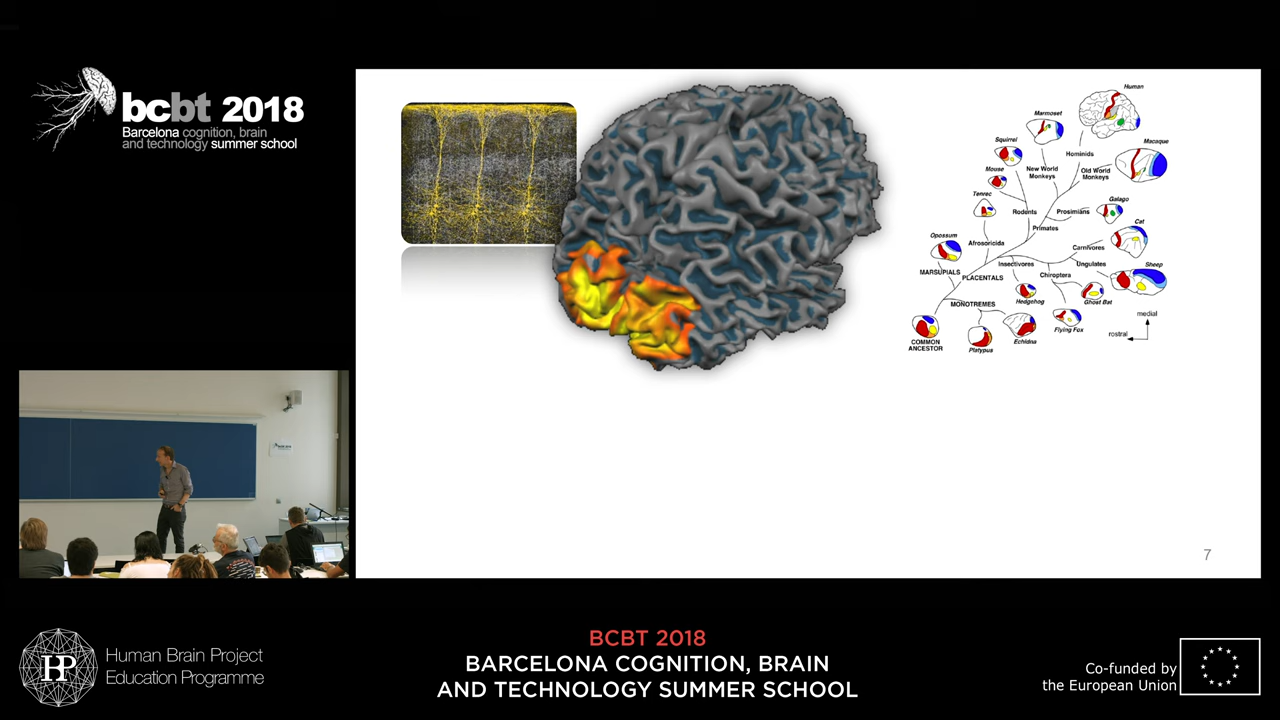 bcbt 2018
Barcelona cognition, brain
and technology summer school
Human
Marmoset
Macaque
Squirrel
Hominids
Mouse
New World
Monkeys
Old World
Monkeys
Tenrec
Galago
Rodents
Prosimians
Cat
Primates
Opossum
Afrosoricida
Carnivores
Insectivores
Ungulates
Sheep
MARSUPIALS
PLACENTALS
Chiroptera
Hedgehog
Ghost Bat
MONOTREMES
medial
Flying Fox
rostral
COMMON
ANCESTOR
Platypus
Echidna
7
HP
Human Brain Project
Education Programme
BCBT 2018
BARCELONA COGNITION, BRAIN
AND TECHNOLOGY SUMMER SCHOOL
Co-funded by
the European Union